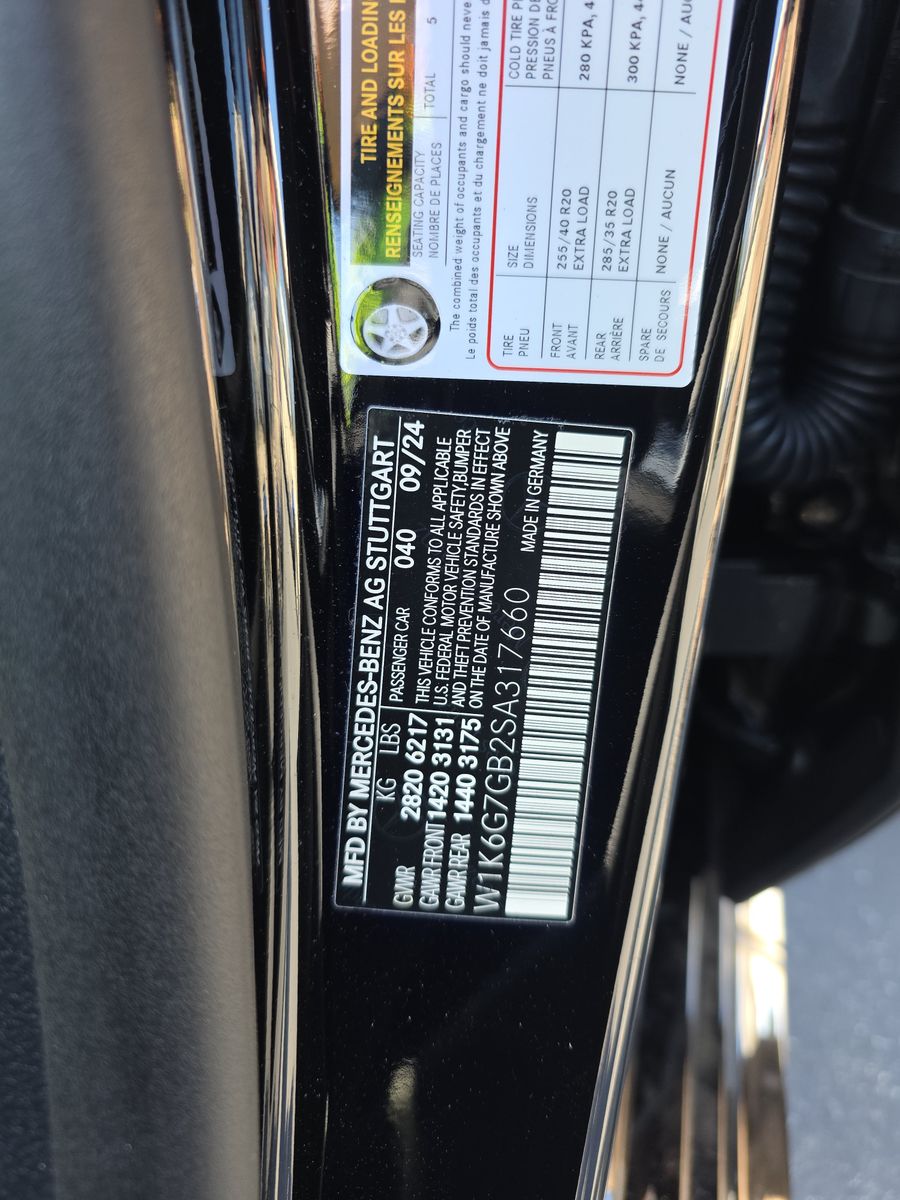 TIRE AND LOADIN
RENSEIGNEMENTS SUR LES
SEATING CAPACITY
NOMBRE DE PLACES
TOTAL 5
The combined weight of occupants and cargo should neve
Le poids total des occupants et du chargement ne doit jamais d
TIRE
PNEU
SIZE
DIMENSIONS
COLD TIRE P
PRESSION DE
PNEUS À FRO
FRONT
AVANT
255/40 R20
EXTRA LOAD
280 KPA, 4
REAR
ARRIÈRE
285/35 R20
EXTRA LOAD
300 KPA, 4
SPARE
DE SECOURS
NONE / AUCUN
NONE / AUC
MFD BY MERCEDES-BENZ AG STUTTGART
KG LBS PASSENGER CAR 040 09/24
GVWR 2820 6217
GAWR FRONT 1420 3131
GAWR REAR 1440 3175
THIS VEHICLE CONFORMS TO ALL APPLICABLE
U.S. FEDERAL MOTOR VEHICLE SAFETY,BUMPER
AND THEFT PREVENTION STANDARDS IN EFFECT
ON THE DATE OF MANUFACTURE SHOWN ABOVE
W1K6G7GB2SA317660
MADE IN GERMANY